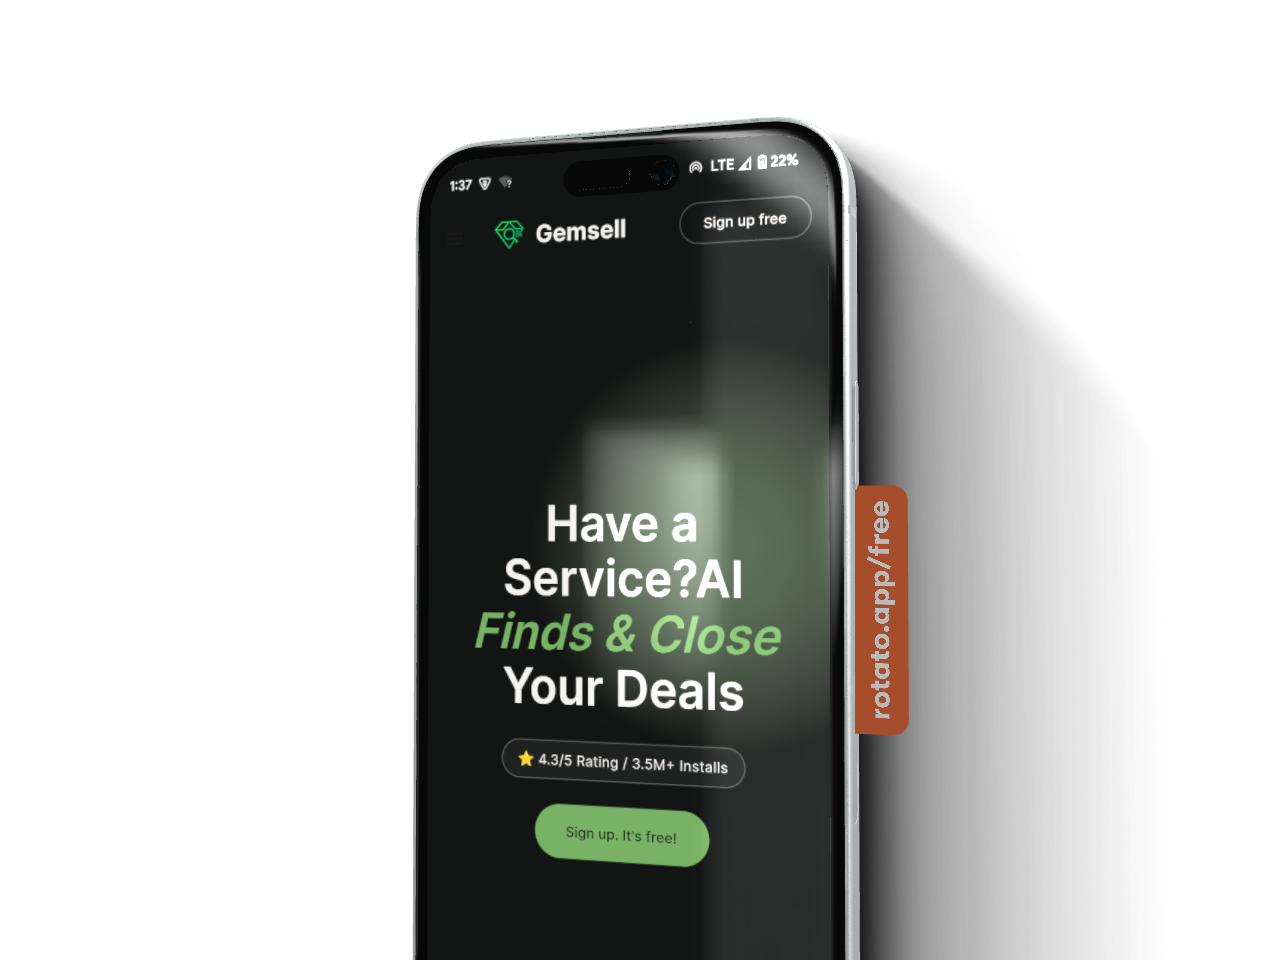 1:37
LTE 22%
Gemsell
Sign up free
Have a
Service?AI
Finds & Close
Your Deals
⭐ 4.3/5 Rating / 3.5M+ Installs
Sign up. It's free!
rotato.app/free